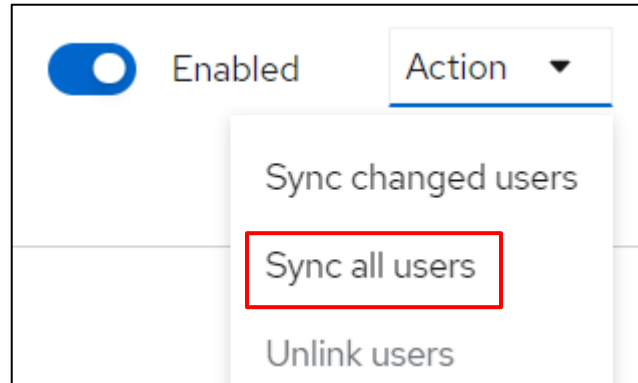 Enabled Action
Sync changed users
Sync all users
Unlink users